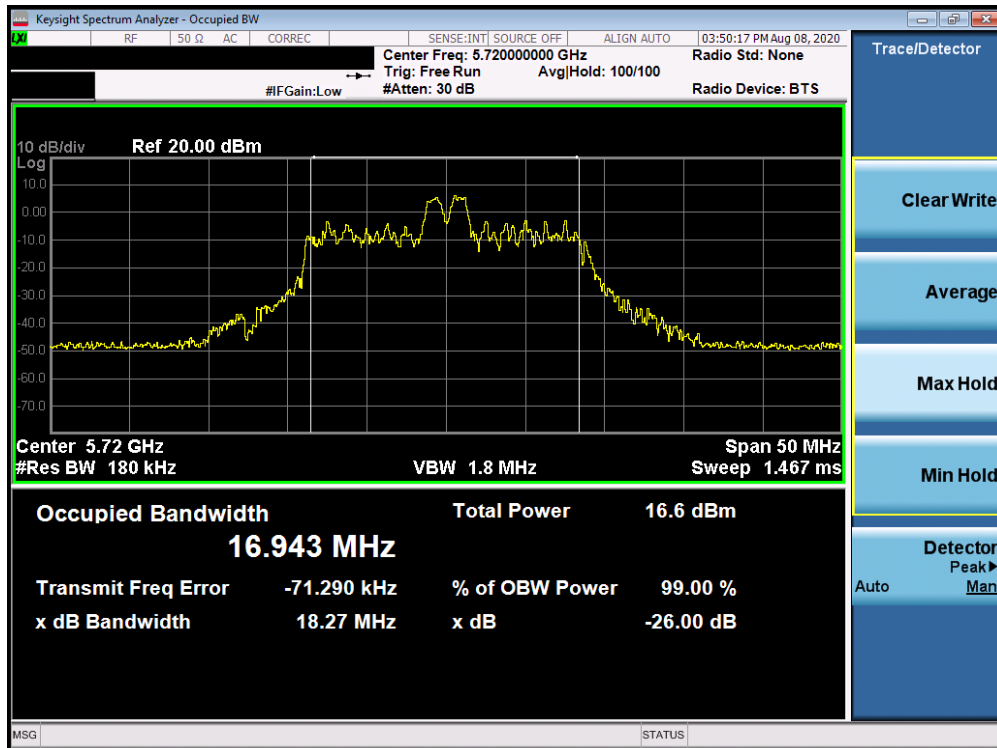 Keysight Spectrum Analyzer - Occupied BW
LXI RF 50 Ω AC CORREC SENSE:INT SOURCE OFF ALIGN AUTO 03:50:17 PM Aug 08, 2020
Center Freq: 5.720000000 GHz Radio Std: None
Trig: Free Run Avg|Hold: 100/100
#IFGain:Low #Atten: 30 dB Radio Device: BTS
Trace/Detector
10 dB/div Ref 20.00 dBm
Log
10.0
0.00
-10.0
-20.0
-30.0
-40.0
-50.0
-60.0
-70.0
Center 5.72 GHz Span 50 MHz
#Res BW 180 kHz VBW 1.8 MHz Sweep 1.467 ms
Occupied Bandwidth Total Power 16.6 dBm
16.943 MHz
Transmit Freq Error -71.290 kHz % of OBW Power 99.00 %
x dB Bandwidth 18.27 MHz x dB -26.00 dB
Clear Write
Average
Max Hold
Min Hold
Detector
Peak▶
Auto Man
MSG STATUS